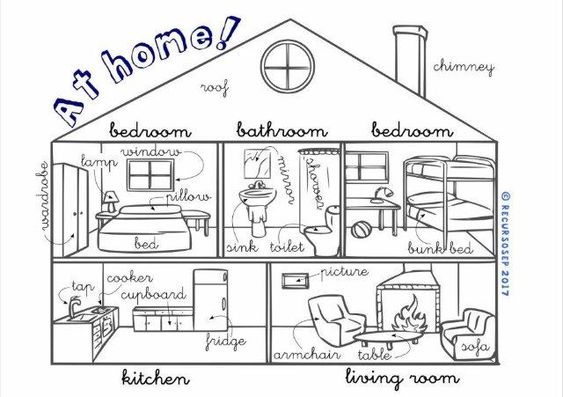 At home!
chimney
roof
bedroom
bathroom
bedroom
window
lamp
wardrobe
pillow
bed
mirror
shower
sink
toilet
bunk bed
picture
tap
cooker
cupboard
fridge
armchair
table
sofa
kitchen
living room
© RECURSOSEP 2017